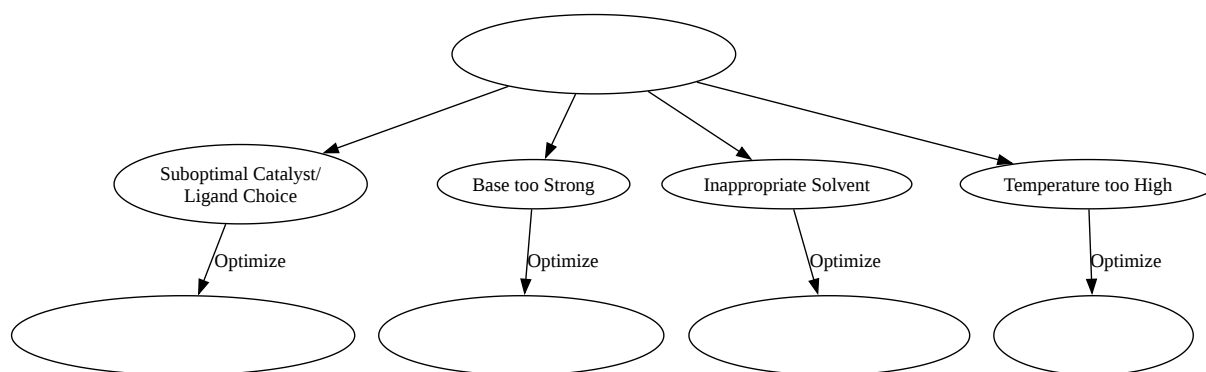 Suboptimal Catalyst/
Ligand Choice
Base too Strong
Inappropriate Solvent
Temperature too High
Optimize
Optimize
Optimize
Optimize